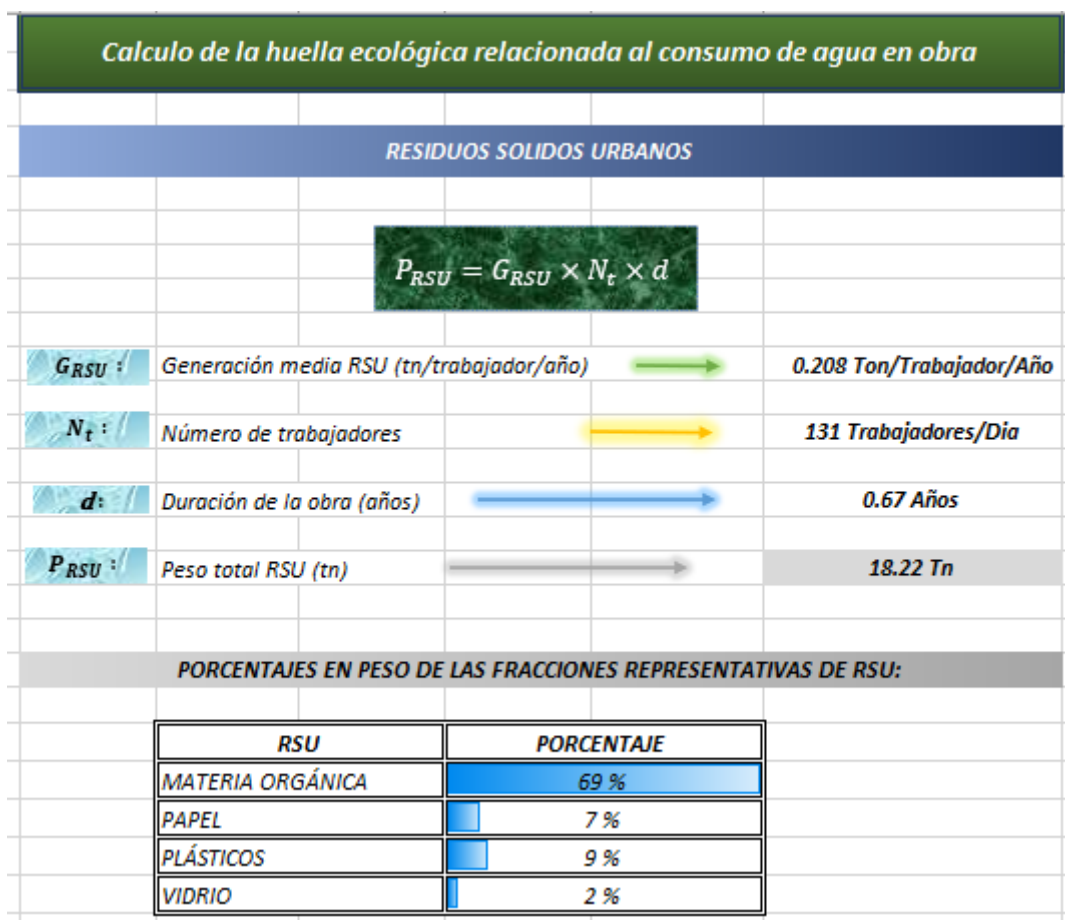 Calculo de la huella ecológica relacionada al consumo de agua en obra
RESIDUOS SOLIDOS URBANOS
P_RSU = G_RSU × N_t × d
G_RSU : Generación media RSU (tn/trabajador/año) 0.208 Ton/Trabajador/Año
N_t : Número de trabajadores 131 Trabajadores/Dia
d: Duración de la obra (años) 0.67 Años
P_RSU : Peso total RSU (tn) 18.22 Tn
PORCENTAJES EN PESO DE LAS FRACCIONES REPRESENTATIVAS DE RSU:
RSU PORCENTAJE
MATERIA ORGÁNICA 69 %
PAPEL 7 %
PLÁSTICOS 9 %
VIDRIO 2 %